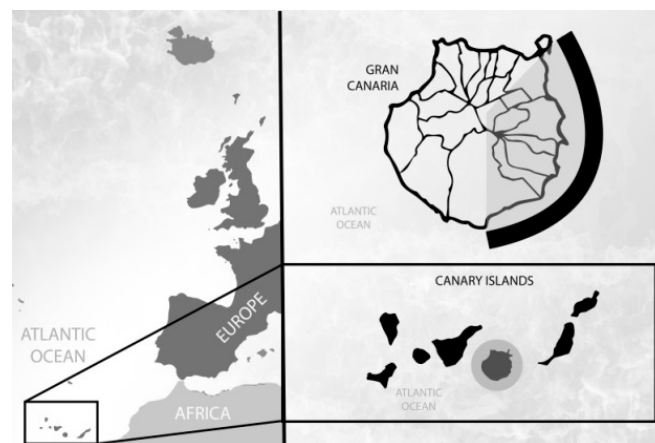 ATLANTIC
OCEAN
EUROPE
AFRICA
GRAN
CANARIA
ATLANTIC
OCEAN
CANARY ISLANDS
ATLANTIC
OCEAN